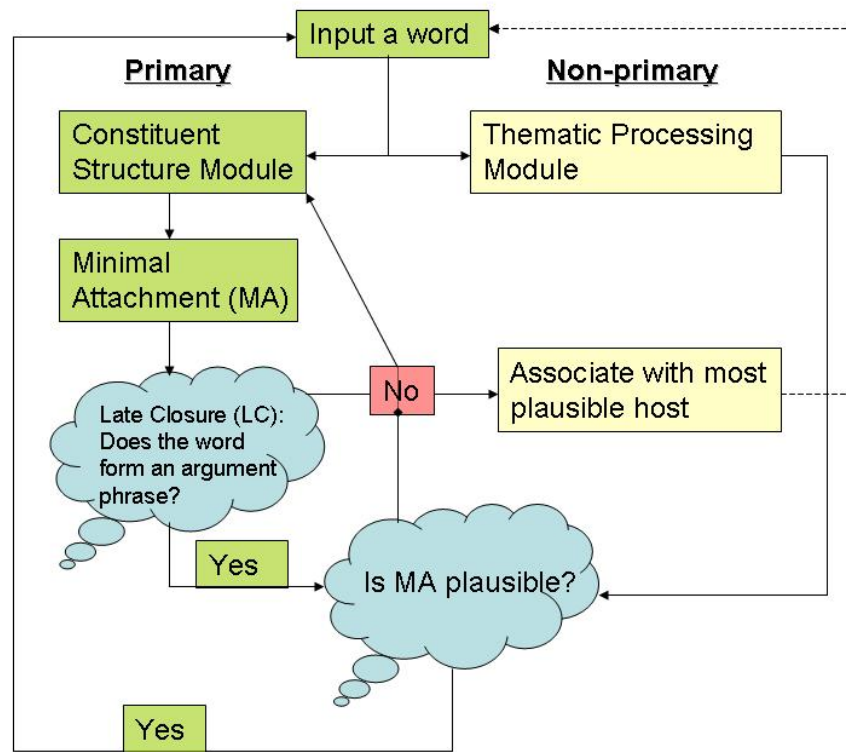 Input a word
Primary
Non-primary
Constituent
Structure Module
Thematic Processing
Module
Minimal
Attachment (MA)
No
Associate with most
plausible host
Late Closure (LC):
Does the word
form an argument
phrase?
Yes
Is MA plausible?
Yes